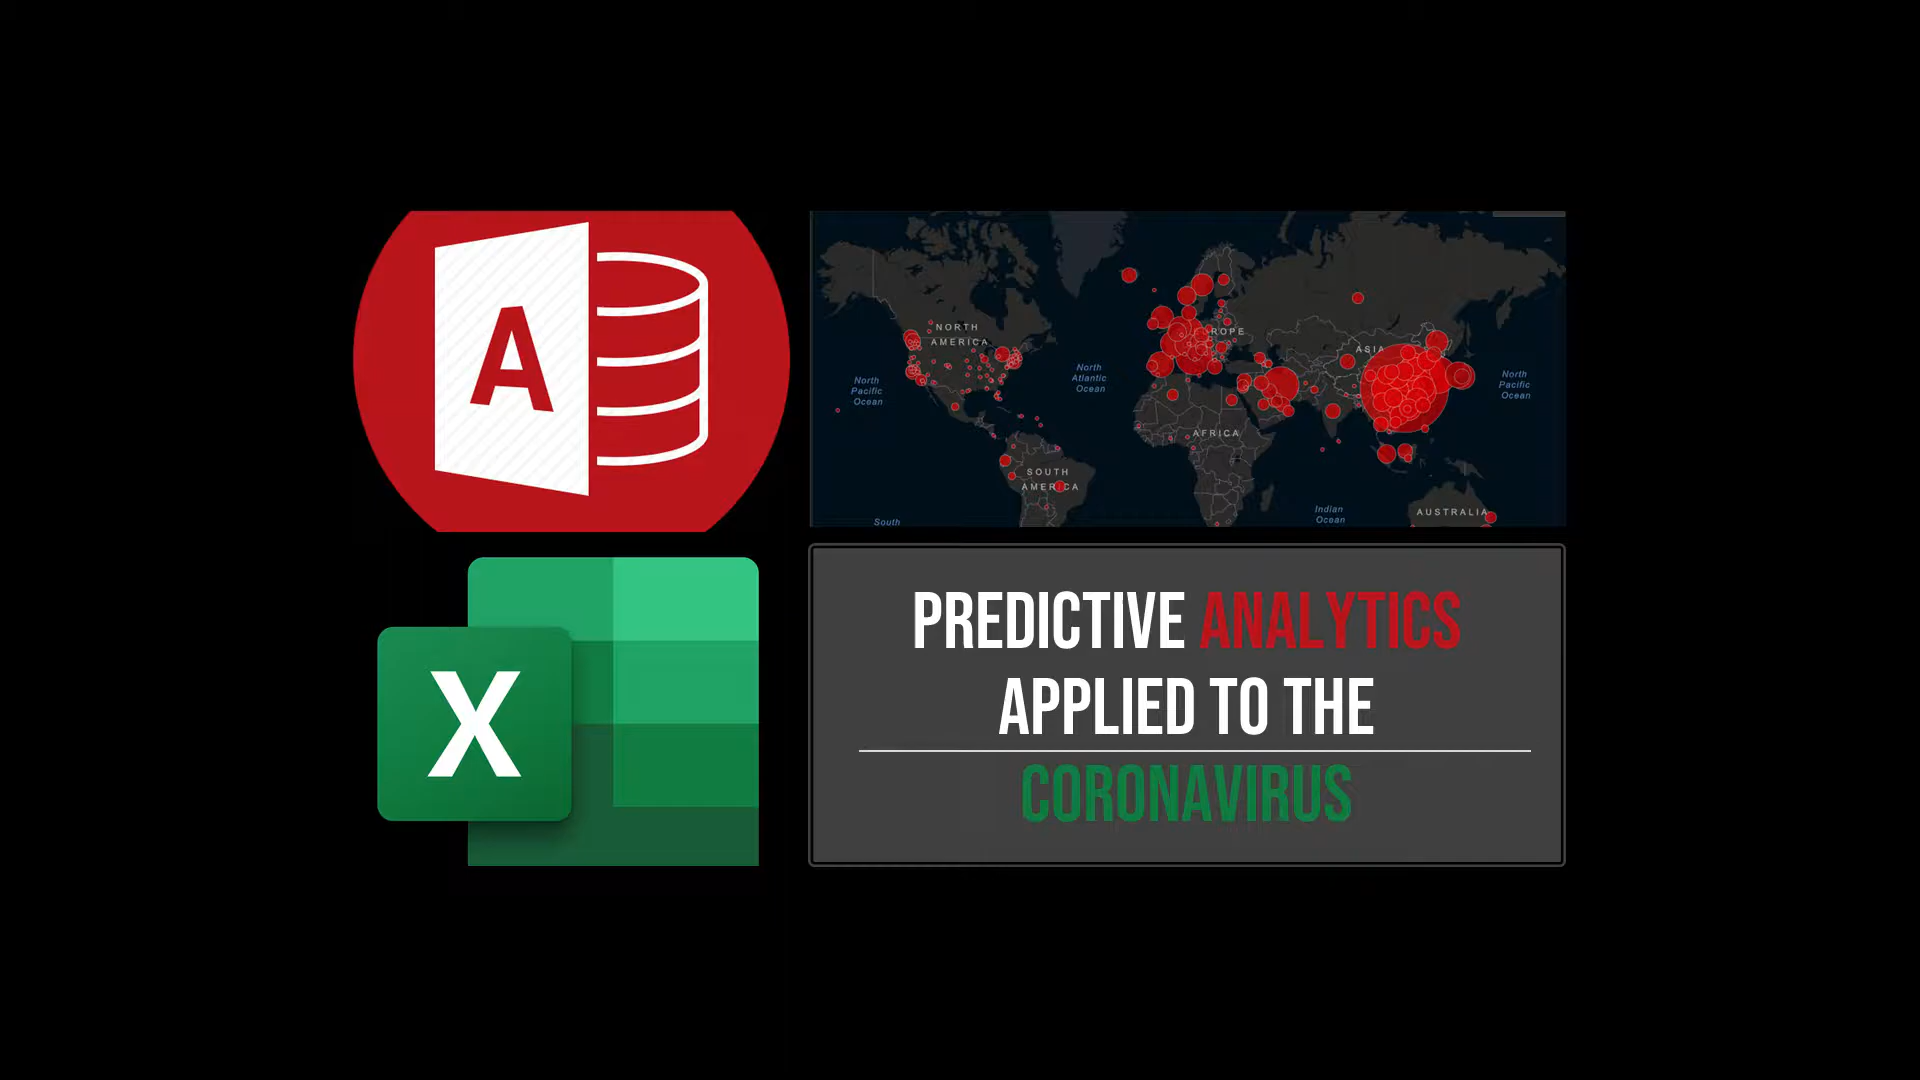 A
NORTH
AMERICA
ROPE
ASIA
North
Pacific
Ocean
North
Atlantic
Ocean
North
Pacific
Ocean
AFRICA
SOUTH
AMERICA
South
Indian
Ocean
AUSTRALIA
X
PREDICTIVE ANALYTICS
APPLIED TO THE
CORONAVIRUS